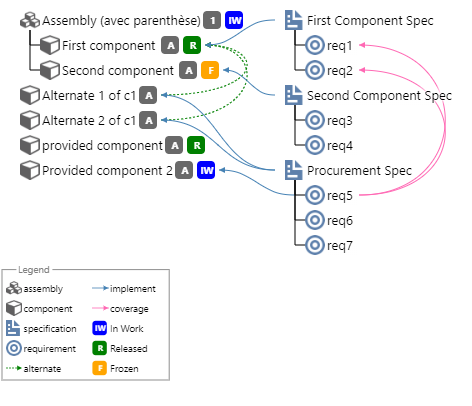 Assembly (avec parenthèse) 1 IW First Component Spec
First component A R req1
Second component A F req2
Alternate 1 of c1 A Second Component Spec
Alternate 2 of c1 A req3
provided component A R req4
Provided component 2 A IW Procurement Spec
req5
req6
req7
Legend
assembly implement
component coverage
specification IW In Work
requirement R Released
alternate F Frozen